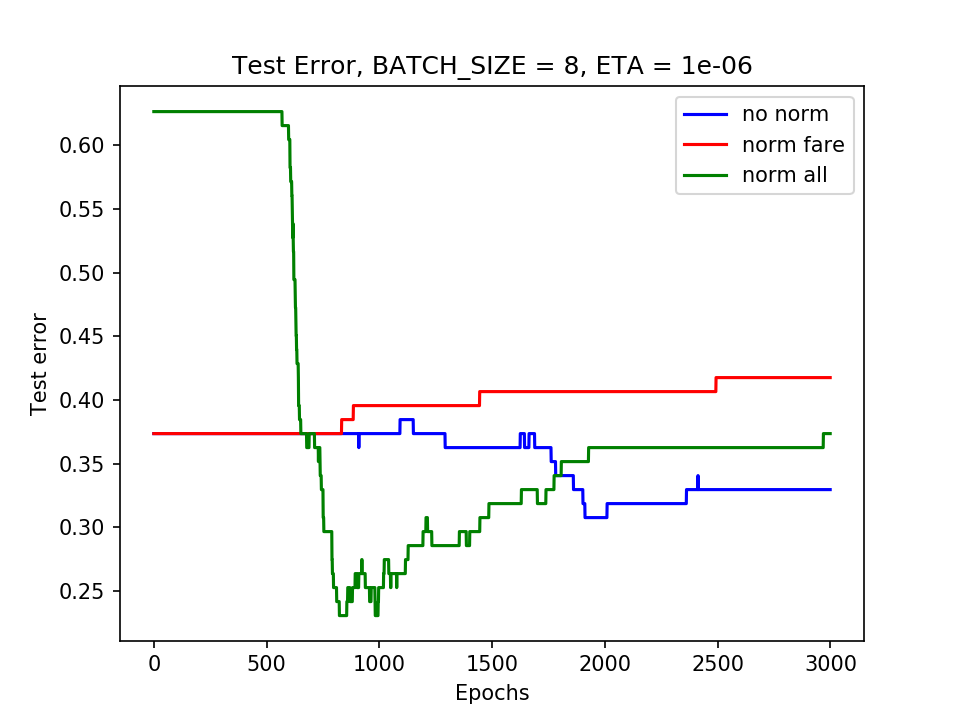 Test Error, BATCH_SIZE = 8, ETA = 1e-06
no norm
norm fare
norm all
Test error
0.60
0.55
0.50
0.45
0.40
0.35
0.30
0.25
0 500 1000 1500 2000 2500 3000
Epochs